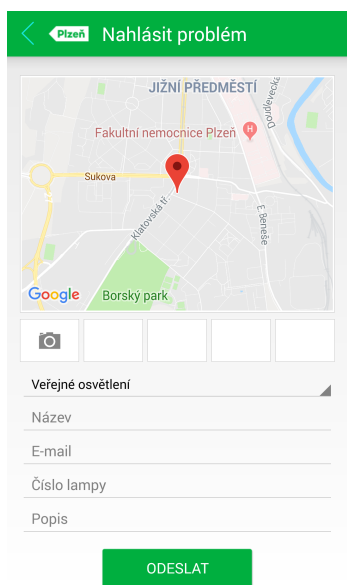 Plzeň Nahlásit problém
JIŽNÍ PŘEDMĚSTÍ
Doudlevecká
Fakultní nemocnice Plzeň H
Sukova
Klatovská tř.
E. Beneše
Google
Borský park
Veřejné osvětlení
Název
E-mail
Číslo lampy
Popis
ODESLAT